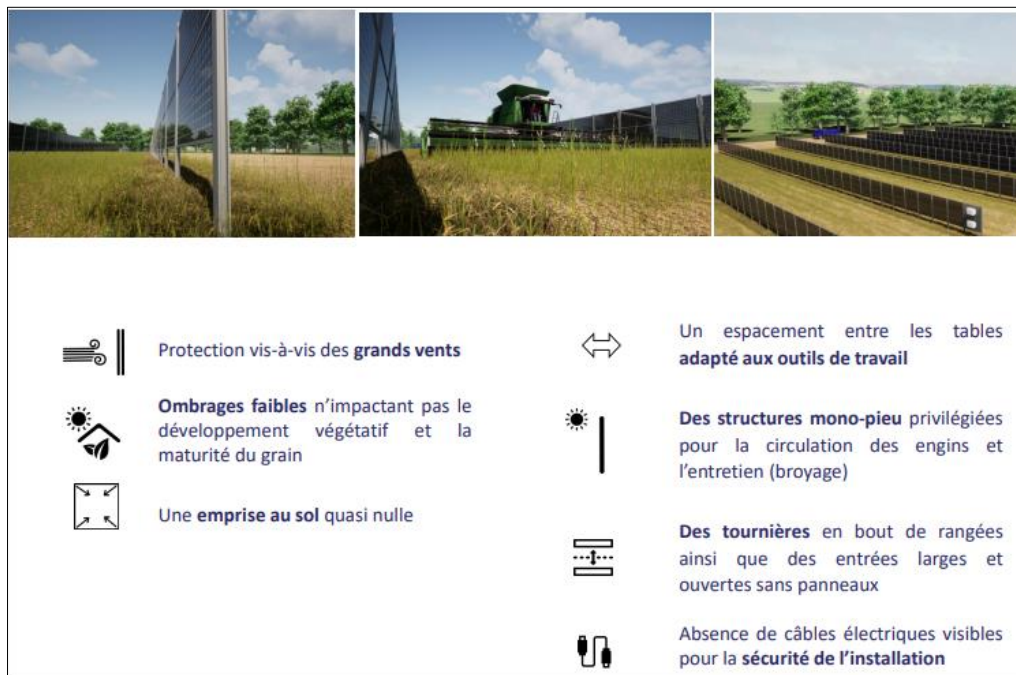 Protection vis-à-vis des grands vents
Ombrages faibles n’impactant pas le
développement végétatif et la
maturité du grain
Une emprise au sol quasi nulle
Un espacement entre les tables
adapté aux outils de travail
Des structures mono-pieu privilégiées
pour la circulation des engins et
l’entretien (broyage)
Des tournières en bout de rangées
ainsi que des entrées larges et
ouvertes sans panneaux
Absence de câbles électriques visibles
pour la sécurité de l’installation